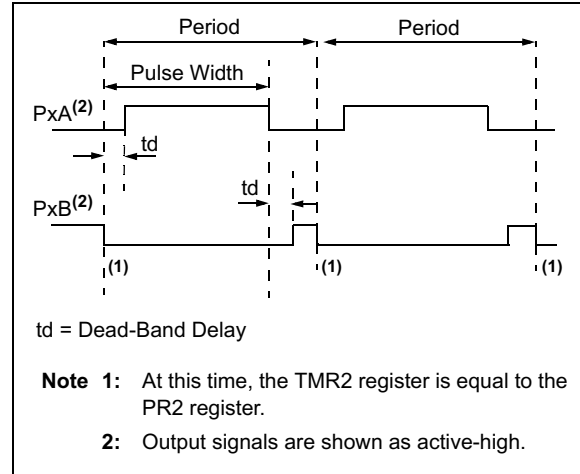 Period Period
Pulse Width
PxA(2)
td
td
PxB(2)
(1) (1) (1)
td = Dead-Band Delay
Note 1: At this time, the TMR2 register is equal to the
PR2 register.
2: Output signals are shown as active-high.